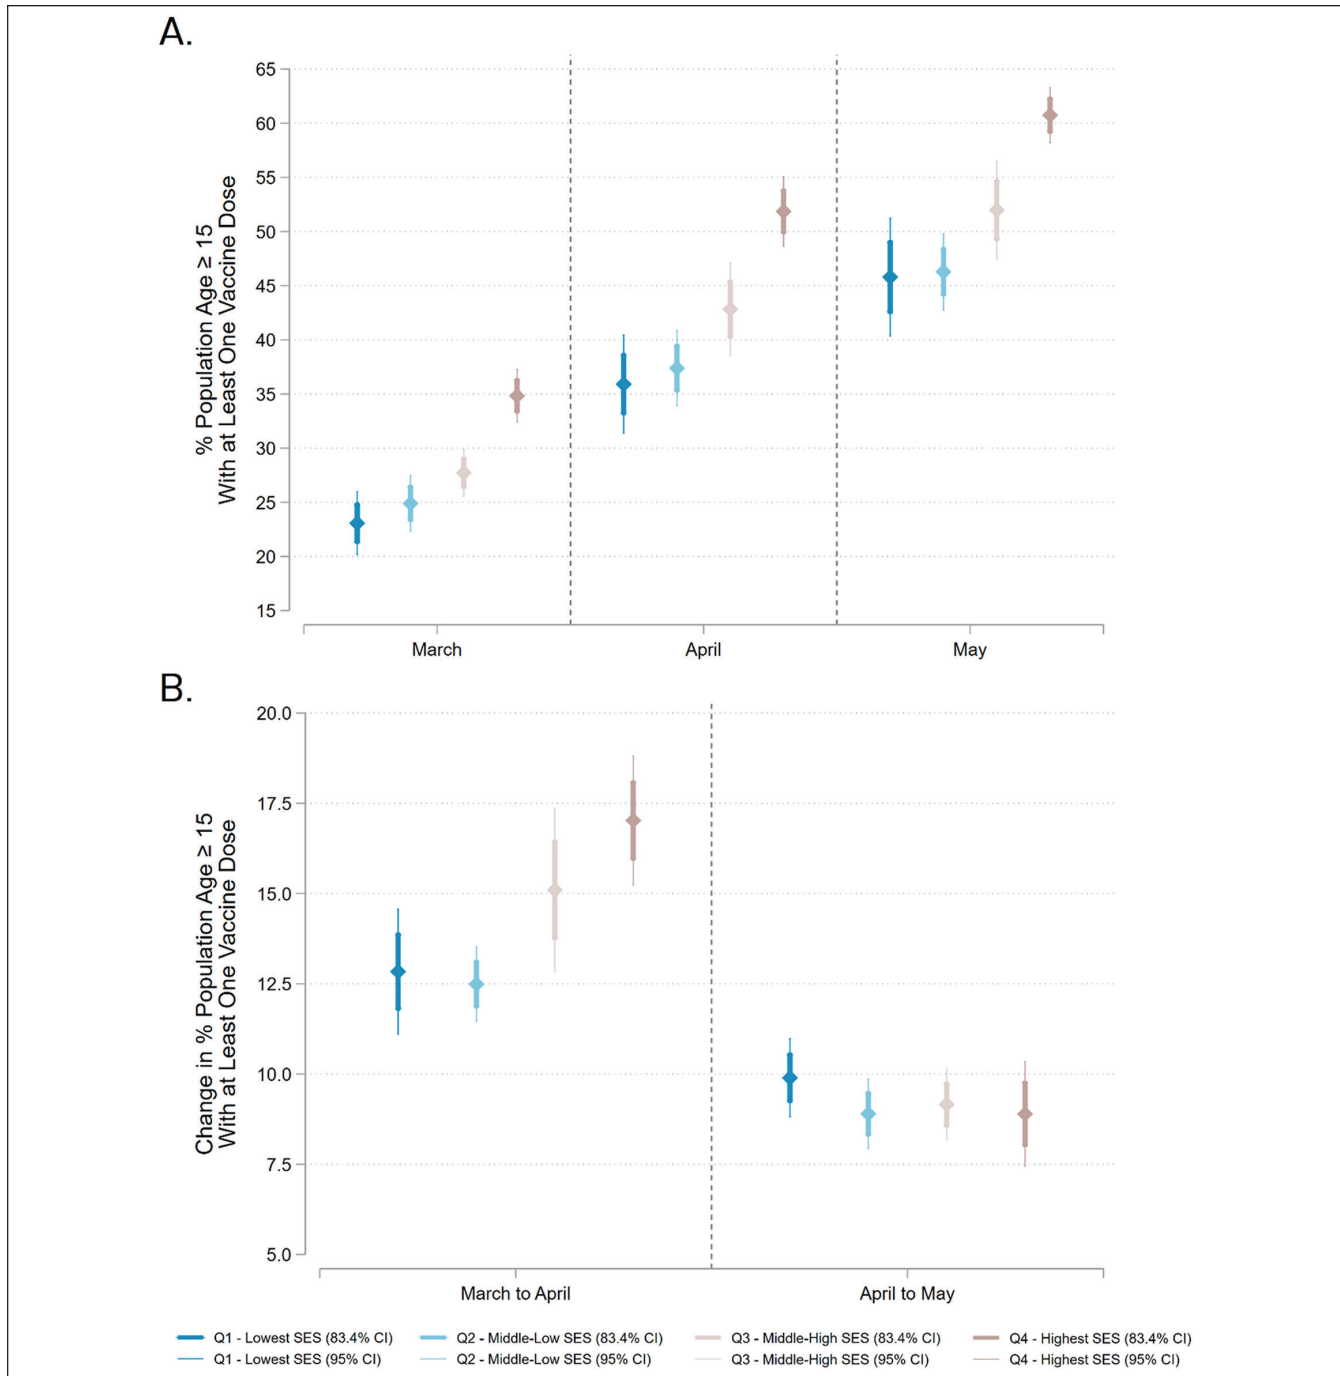 A.
% Population Age ≥ 15
With at Least One Vaccine Dose
65
60
55
50
45
40
35
30
25
20
15
March April May
B.
Change in % Population Age ≥ 15
With at Least One Vaccine Dose
20.0
17.5
15.0
12.5
10.0
7.5
5.0
March to April April to May
Q1 - Lowest SES (83.4% CI) Q2 - Middle-Low SES (83.4% CI) Q3 - Middle-High SES (83.4% CI) Q4 - Highest SES (83.4% CI)
Q1 - Lowest SES (95% CI) Q2 - Middle-Low SES (95% CI) Q3 - Middle-High SES (95% CI) Q4 - Highest SES (95% CI)